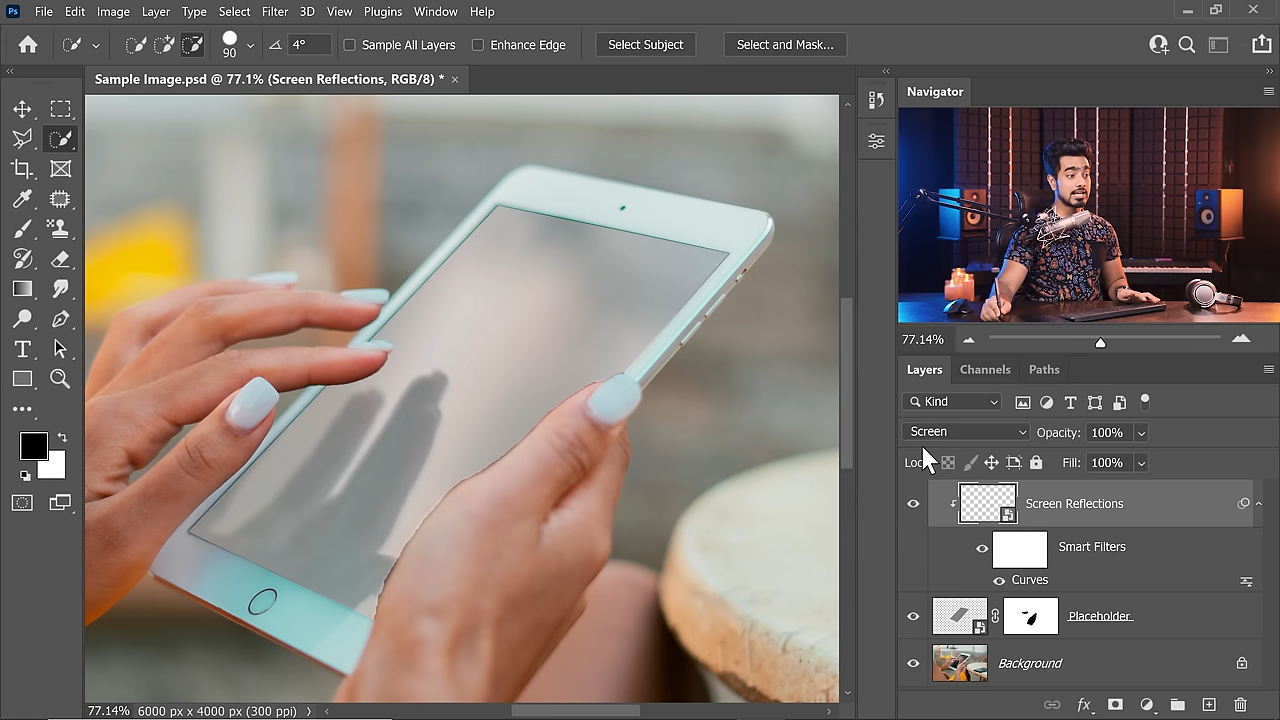 Ps File Edit Image Layer Type Select Filter 3D View Plugins Window Help
90 4° Sample All Layers Enhance Edge Select Subject Select and Mask...
Sample Image.psd @ 77.1% (Screen Reflections, RGB/8) * ×
Navigator
77.14%
Layers Channels Paths
Kind
Screen Opacity: 100%
Fill: 100%
Screen Reflections
Smart Filters
Curves
Placeholder
Background
fx
77.14% 6000 px x 4000 px (300 ppi)